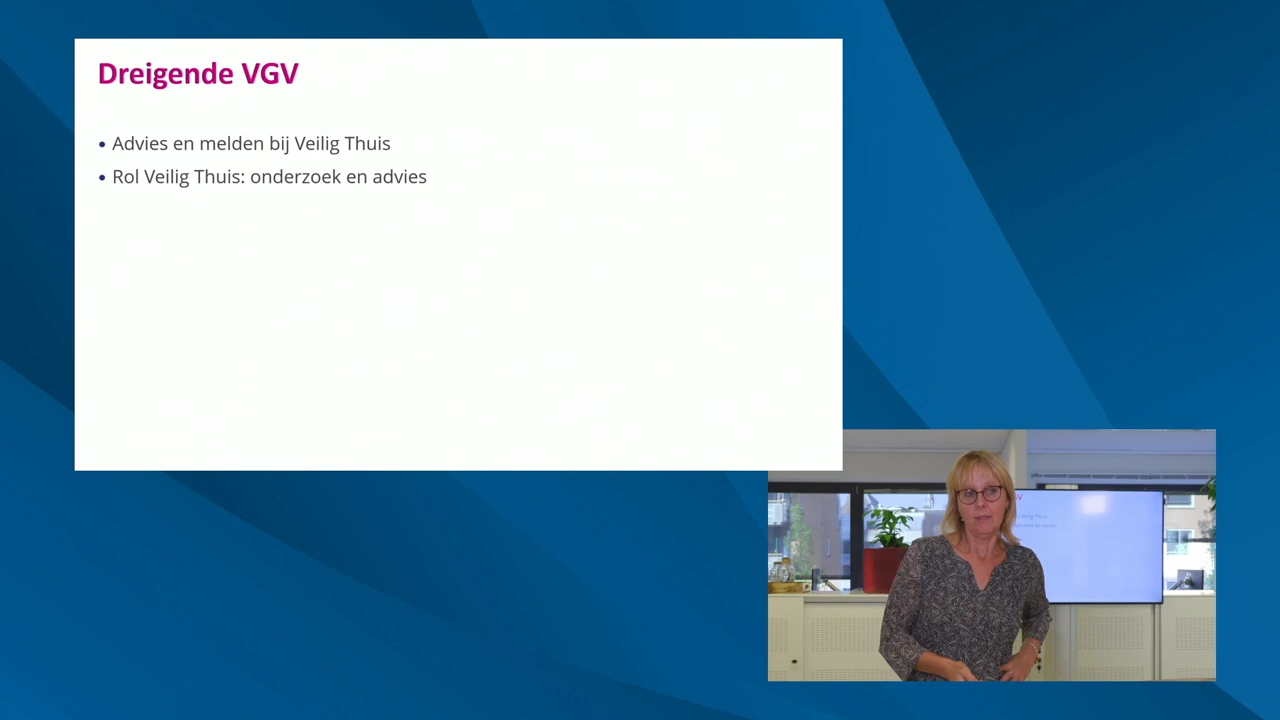 Dreigende VGV
• Advies en melden bij Veilig Thuis
• Rol Veilig Thuis: onderzoek en advies